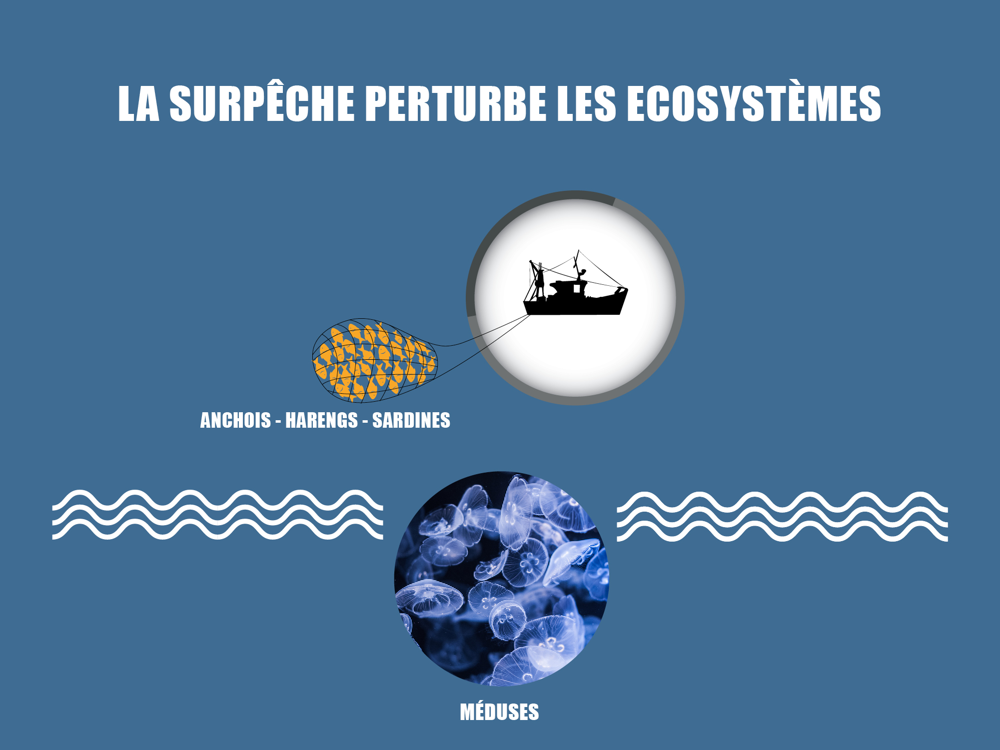 LA SURPÊCHE PERTURBE LES ECOSYSTÈMES
ANCHOIS - HARENGS - SARDINES
MÉDUSES